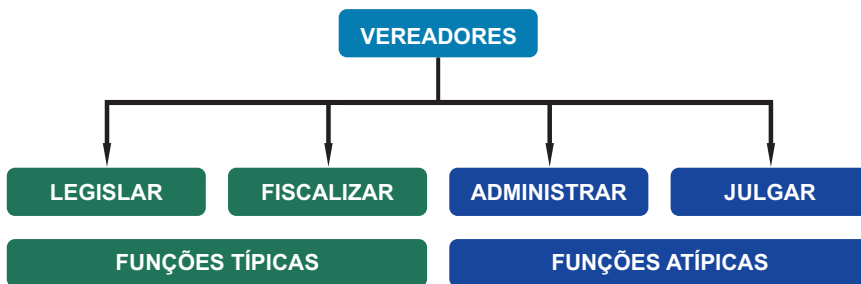 VEREADORES
LEGISLAR FISCALIZAR ADMINISTRAR JULGAR
FUNÇÕES TÍPICAS FUNÇÕES ATÍPICAS